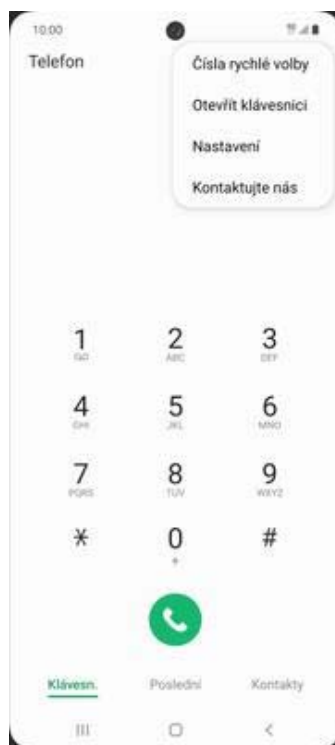 10:00
Telefon
Čísla rychlé volby
Otevřít klávesnici
Nastavení
Kontaktujte nás
1 2 3
ABC DEF
4 5 6
GHI JKL MNO
7 8 9
PQRS TUV WXYZ
* 0 #
+
Klávesn. Poslední Kontakty